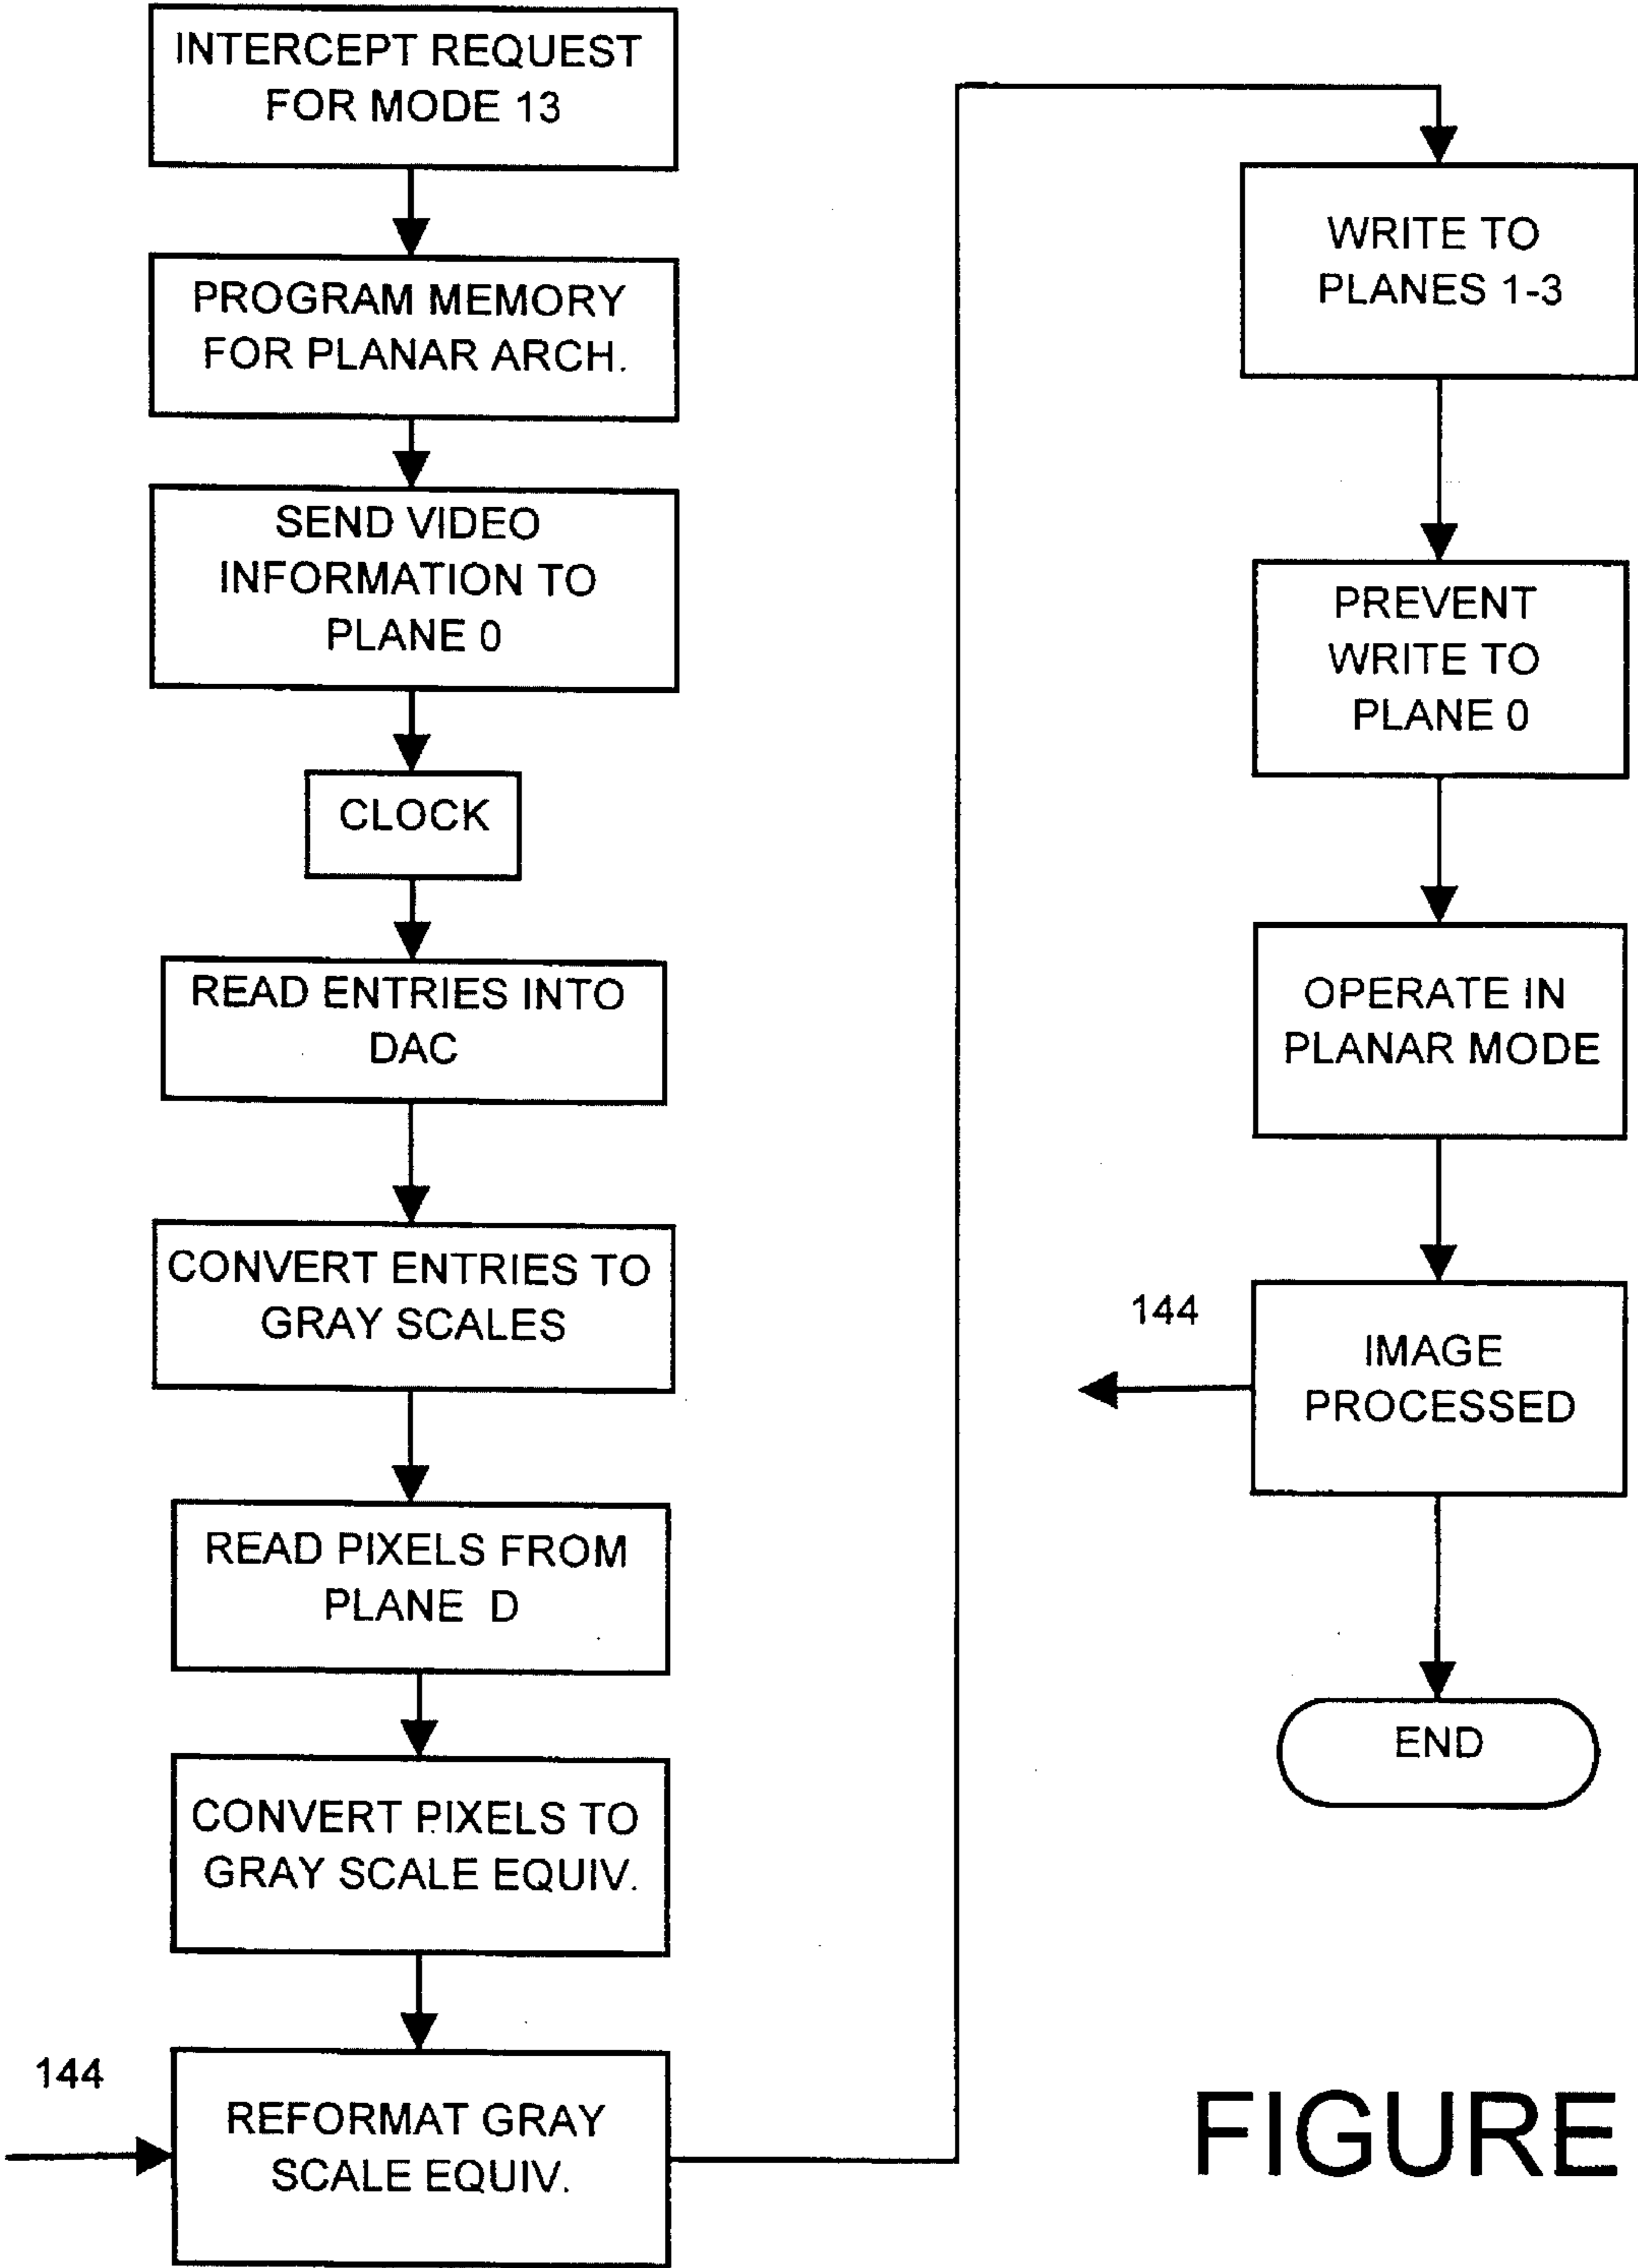 INTERCEPT REQUEST
FOR MODE 13
PROGRAM MEMORY
FOR PLANAR ARCH.
SEND VIDEO
INFORMATION TO
PLANE 0
CLOCK
READ ENTRIES INTO
DAC
CONVERT ENTRIES TO
GRAY SCALES
READ PIXELS FROM
PLANE D
CONVERT PIXELS TO
GRAY SCALE EQUIV.
144
REFORMAT GRAY
SCALE EQUIV.
WRITE TO
PLANES 1-3
PREVENT
WRITE TO
PLANE 0
OPERATE IN
PLANAR MODE
144
IMAGE
PROCESSED
END
FIGURE